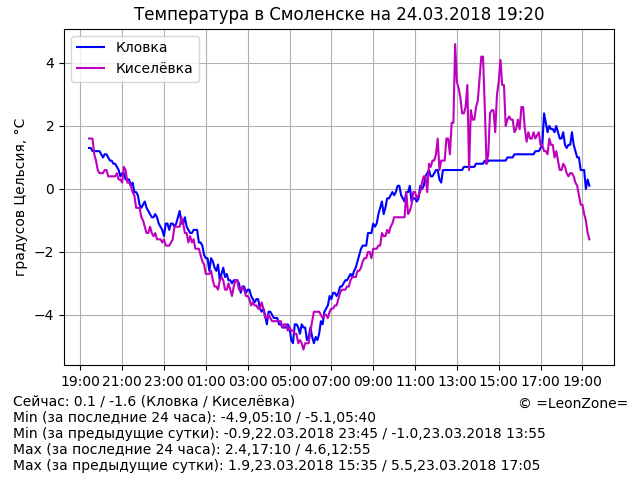 Температура в Смоленске на 24.03.2018 19:20
Кловка
Киселёвка
градусов Цельсия, °C
4
2
0
−2
−4
19:00 21:00 23:00 01:00 03:00 05:00 07:00 09:00 11:00 13:00 15:00 17:00 19:00
Сейчас: 0.1 / -1.6 (Кловка / Киселёвка)
© =LeonZone=
Min (за последние 24 часа): -4.9,05:10 / -5.1,05:40
Min (за предыдущие сутки): -0.9,22.03.2018 23:45 / -1.0,23.03.2018 13:55
Max (за последние 24 часа): 2.4,17:10 / 4.6,12:55
Max (за предыдущие сутки): 1.9,23.03.2018 15:35 / 5.5,23.03.2018 17:05